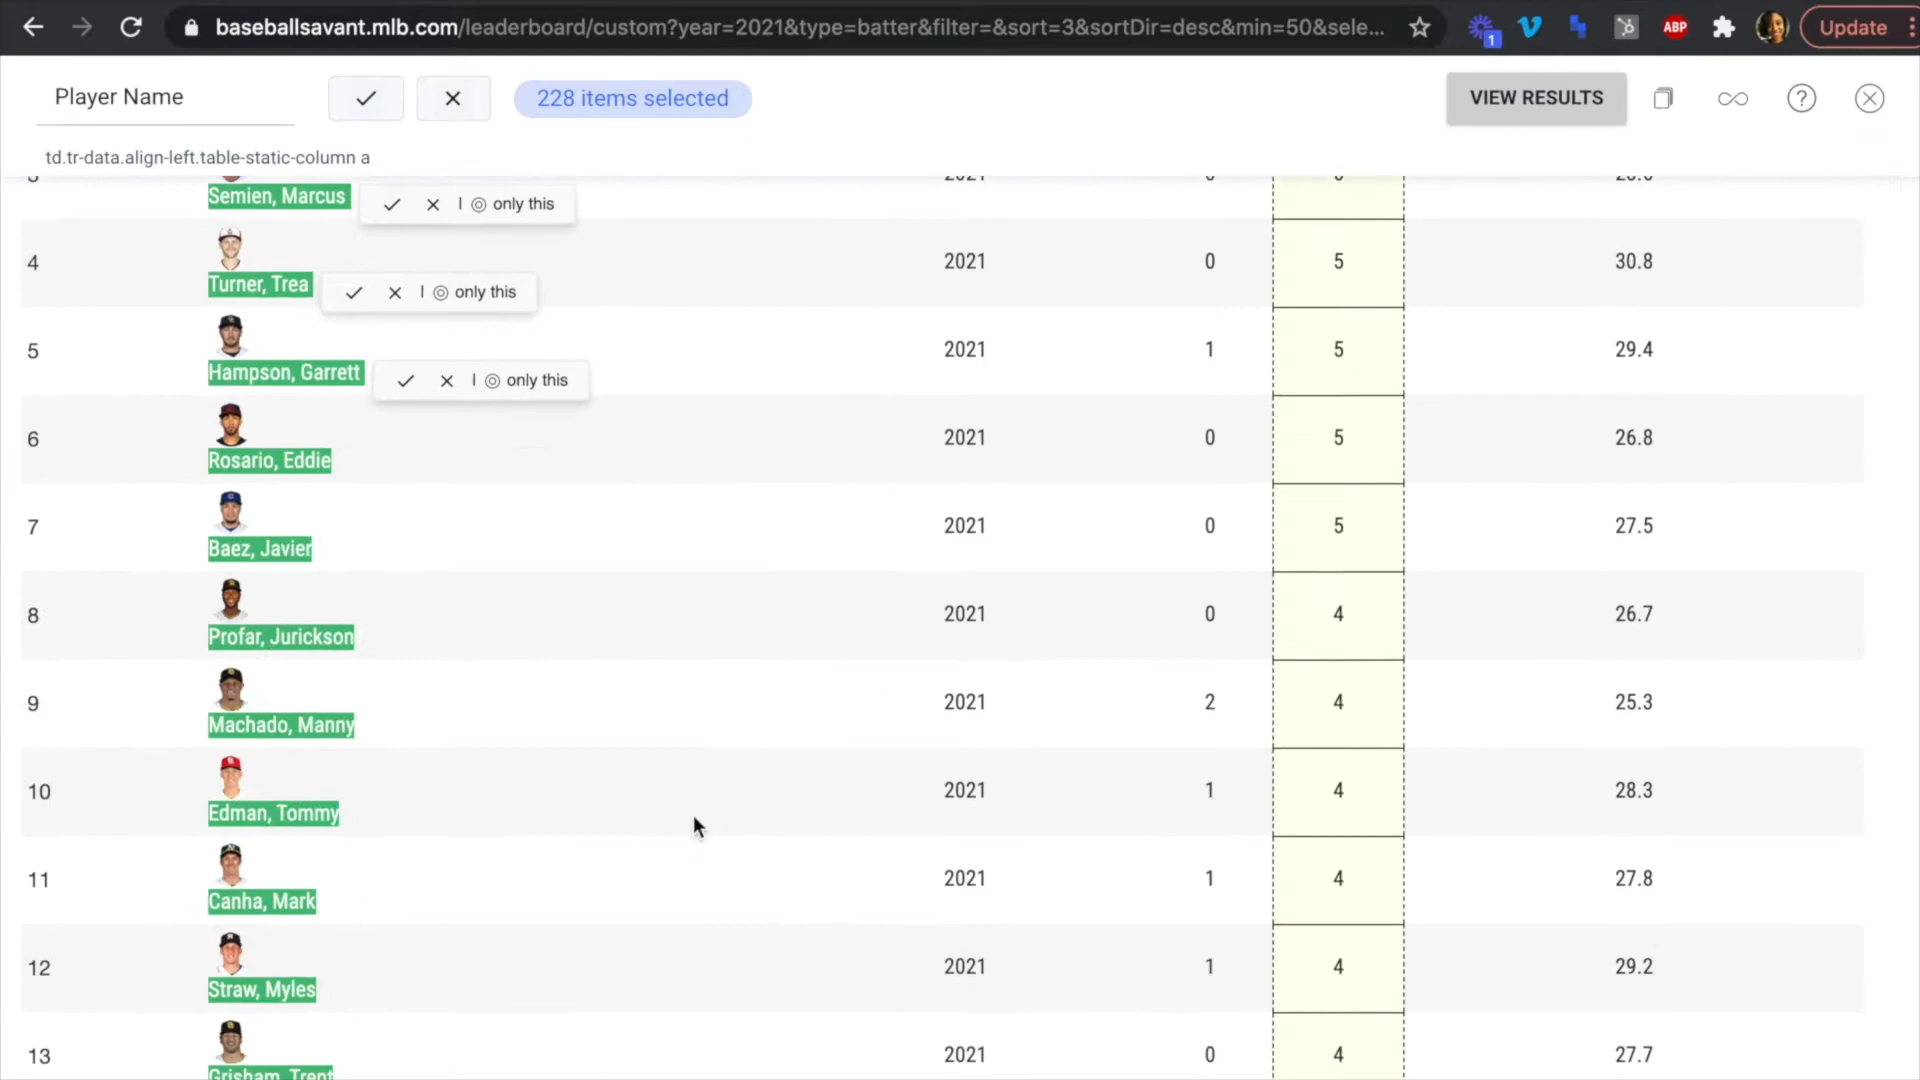 baseballsavant.mlb.com/leaderboard/custom?year=2021&type=batter&filter=&sort=3&sortDir=desc&min=50&sele...
1
ABP
Update
Player Name
228 items selected
VIEW RESULTS
td.tr-data.align-left.table-static-column a
Semien, Marcus
only this
2021
4
Turner, Trea
only this
2021 0 5 30.8
5
Hampson, Garrett
only this
2021 1 5 29.4
6
Rosario, Eddie
2021 0 5 26.8
7
Baez, Javier
2021 0 5 27.5
8
Profar, Jurickson
2021 0 4 26.7
9
Machado, Manny
2021 2 4 25.3
10
Edman, Tommy
2021 1 4 28.3
11
Canha, Mark
2021 1 4 27.8
12
Straw, Myles
2021 1 4 29.2
13
Grisham, Trent
2021 0 4 27.7